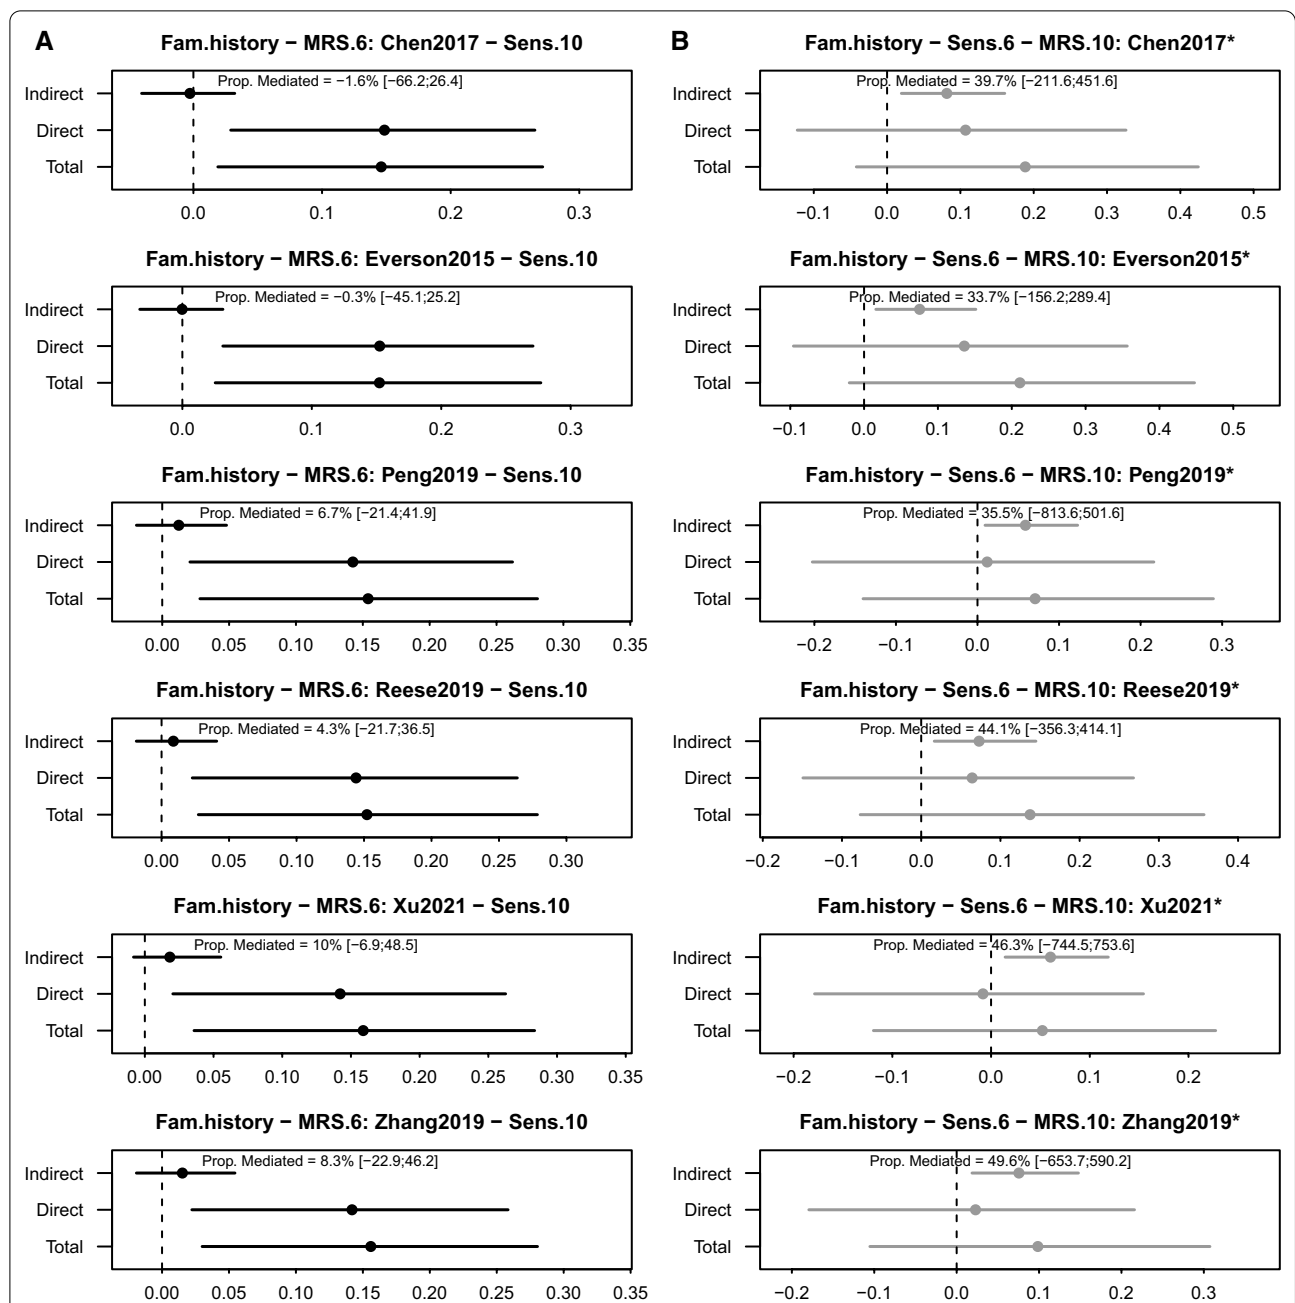 A
Fam.history − MRS.6: Chen2017 − Sens.10
Prop. Mediated = −1.6% [−66.2;26.4]
Indirect
Direct
Total
0.0 0.1 0.2 0.3
Fam.history − MRS.6: Everson2015 − Sens.10
Prop. Mediated = −0.3% [−45.1;25.2]
Indirect
Direct
Total
0.0 0.1 0.2 0.3
Fam.history − MRS.6: Peng2019 − Sens.10
Prop. Mediated = 6.7% [−21.4;41.9]
Indirect
Direct
Total
0.00 0.05 0.10 0.15 0.20 0.25 0.30 0.35
Fam.history − MRS.6: Reese2019 − Sens.10
Prop. Mediated = 4.3% [−21.7;36.5]
Indirect
Direct
Total
0.00 0.05 0.10 0.15 0.20 0.25 0.30
Fam.history − MRS.6: Xu2021 − Sens.10
Prop. Mediated = 10% [−6.9;48.5]
Indirect
Direct
Total
0.00 0.05 0.10 0.15 0.20 0.25 0.30 0.35
Fam.history − MRS.6: Zhang2019 − Sens.10
Prop. Mediated = 8.3% [−22.9;46.2]
Indirect
Direct
Total
0.00 0.05 0.10 0.15 0.20 0.25 0.30 0.35
B
Fam.history − Sens.6 − MRS.10: Chen2017*
Prop. Mediated = 39.7% [−211.6;451.6]
Indirect
Direct
Total
−0.1 0.0 0.1 0.2 0.3 0.4 0.5
Fam.history − Sens.6 − MRS.10: Everson2015*
Prop. Mediated = 33.7% [−156.2;289.4]
Indirect
Direct
Total
−0.1 0.0 0.1 0.2 0.3 0.4 0.5
Fam.history − Sens.6 − MRS.10: Peng2019*
Prop. Mediated = 35.5% [−813.6;501.6]
Indirect
Direct
Total
−0.2 −0.1 0.0 0.1 0.2 0.3
Fam.history − Sens.6 − MRS.10: Reese2019*
Prop. Mediated = 44.1% [−356.3;414.1]
Indirect
Direct
Total
−0.2 −0.1 0.0 0.1 0.2 0.3 0.4
Fam.history − Sens.6 − MRS.10: Xu2021*
Prop. Mediated = 46.3% [−744.5;753.6]
Indirect
Direct
Total
−0.2 −0.1 0.0 0.1 0.2
Fam.history − Sens.6 − MRS.10: Zhang2019*
Prop. Mediated = 49.6% [−653.7;590.2]
Indirect
Direct
Total
−0.2 −0.1 0.0 0.1 0.2 0.3